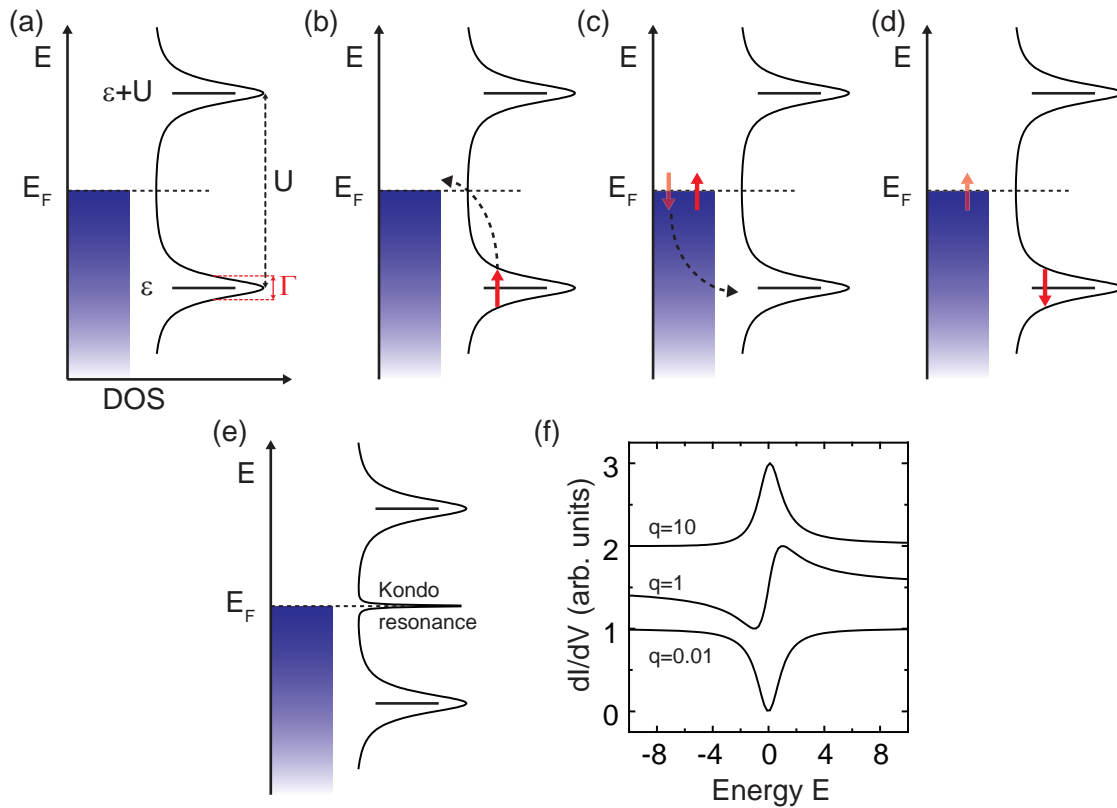 (a)
E
ε+U
E_F
U
ε
Γ
DOS
(b)
E
E_F
(c)
E
E_F
(d)
E
E_F
(e)
E
E_F
Kondo
resonance
(f)
dI/dV (arb. units)
3
2
1
0
q=10
q=1
q=0.01
-8 -4 0 4 8
Energy E